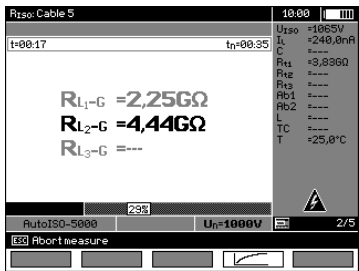 RISO: Cable 5 10:00
UISO =1065V
t=00:17 tn=00:35 IL =240,0nA
C =---
Rt1 =3,83GΩ
Rt2 =---
Rt3 =---
Ab1 =---
Ab2 =---
L =---
TC =---
T =25,0°C
RL1-G =2,25GΩ
RL2-G =4,44GΩ
RL3-G =---
29%
AutoISO-5000 Un=1000V 2/5
ESC Abort measure